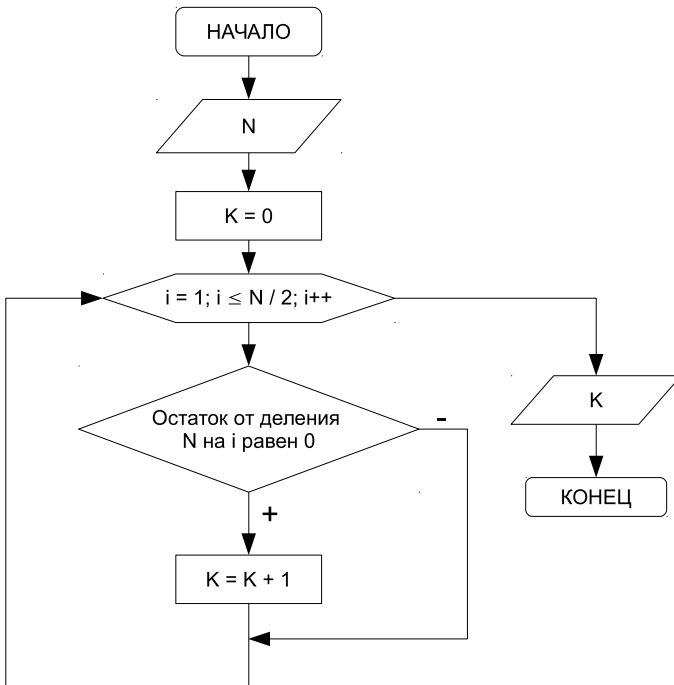 НАЧАЛО
N
K = 0
i = 1; i ≤ N / 2; i++
Остаток от деления
N на i равен 0
-
+
K = K + 1
K
КОНЕЦ